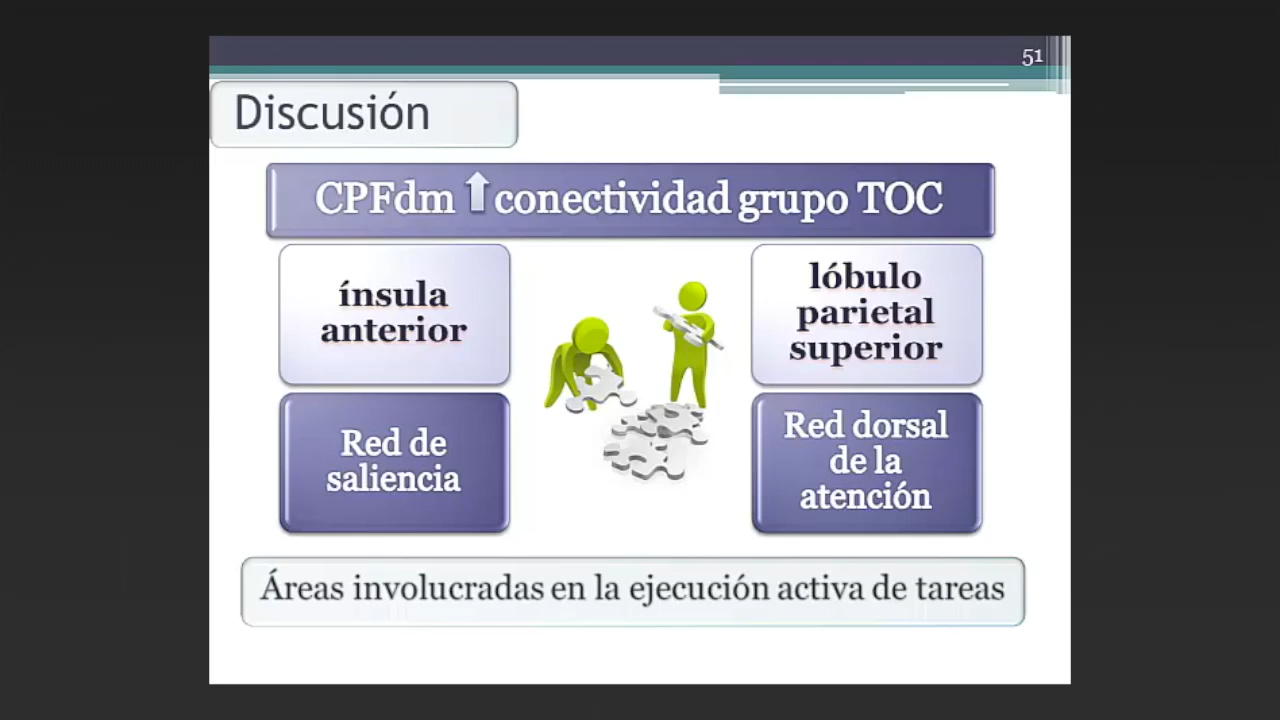 51
Discusión
CPFdm ⬆ conectividad grupo TOC
ínsula
anterior
lóbulo
parietal
superior
Red de
saliencia
Red dorsal
de la
atención
Áreas involucradas en la ejecución activa de tareas